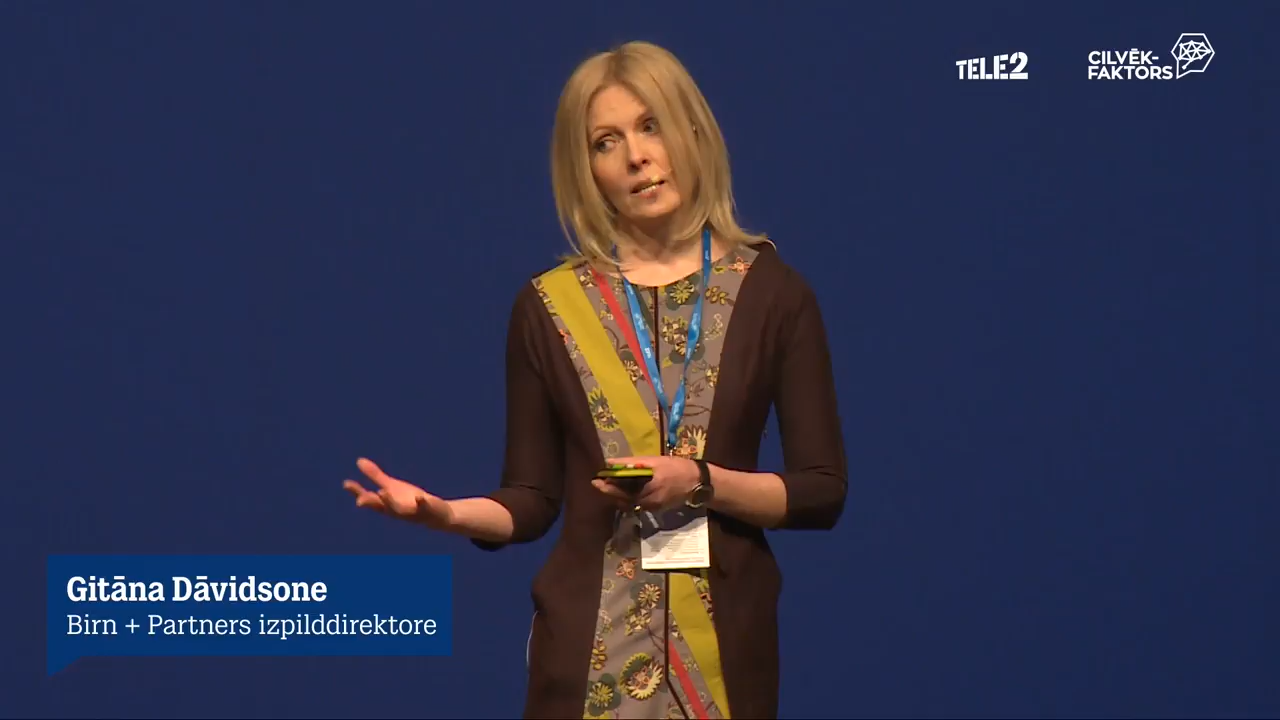 TELE2
CILVĒK-
FAKTORS
Gitāna Dāvidsone
Birn + Partners izpilddirektore